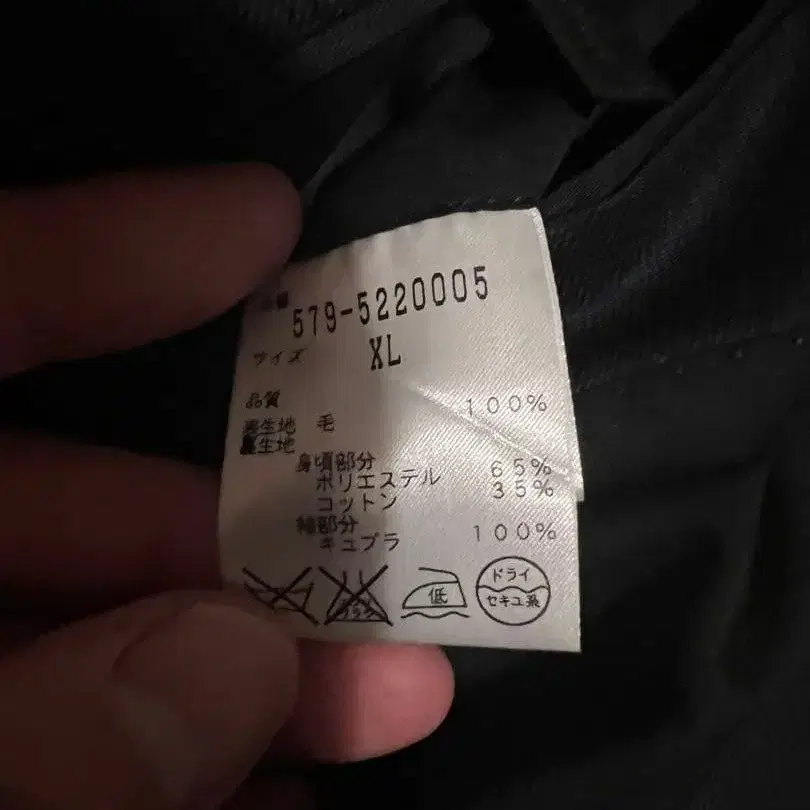 579-5220005
サイズ XL
品質
表生地 毛 100%
裏生地
身頃部分
ポリエステル 65%
コットン 35%
袖部分
キュプラ 100%
低
ドライ
セキユ系